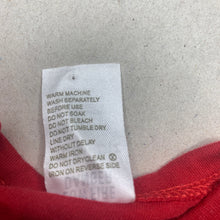 WARM MACHINE
WASH SEPARATELY
BEFORE USE
DO NOT SOAK
DO NOT BLEACH
DO NOT TUMBLE DRY
LINE DRY
WITHOUT DELAY
WARM IRON
DO NOT DRYCLEAN Ⓧ
IRON ON REVERSE SIDE